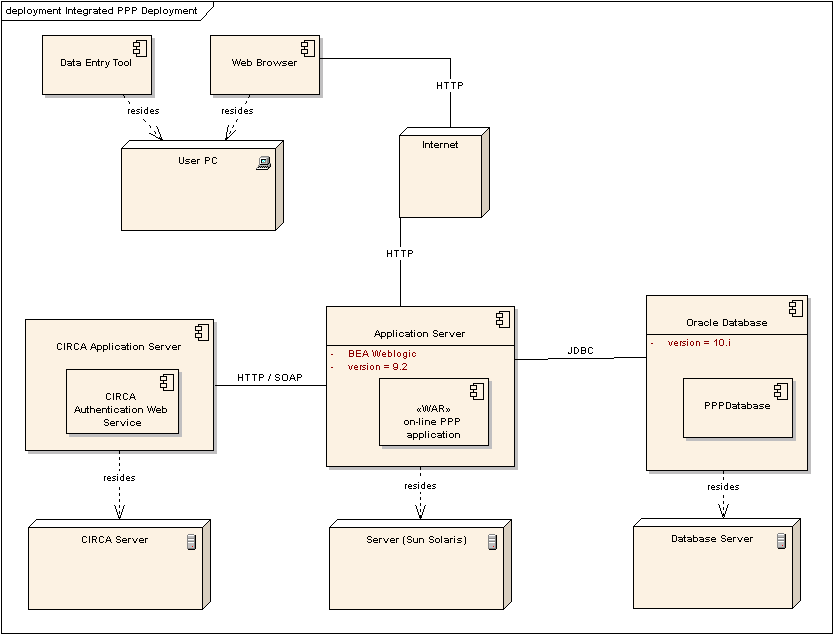 deployment Integrated PPP Deployment
Data Entry Tool
Web Browser
HTTP
resides
resides
User PC
Internet
HTTP
CIRCA Application Server
CIRCA
Authentication Web
Service
HTTP / SOAP
Application Server
- BEA Weblogic
- version = 9.2
«WAR»
on-line PPP
application
JDBC
Oracle Database
- version = 10.i
PPPDatabase
resides
resides
resides
CIRCA Server
Server (Sun Solaris)
Database Server